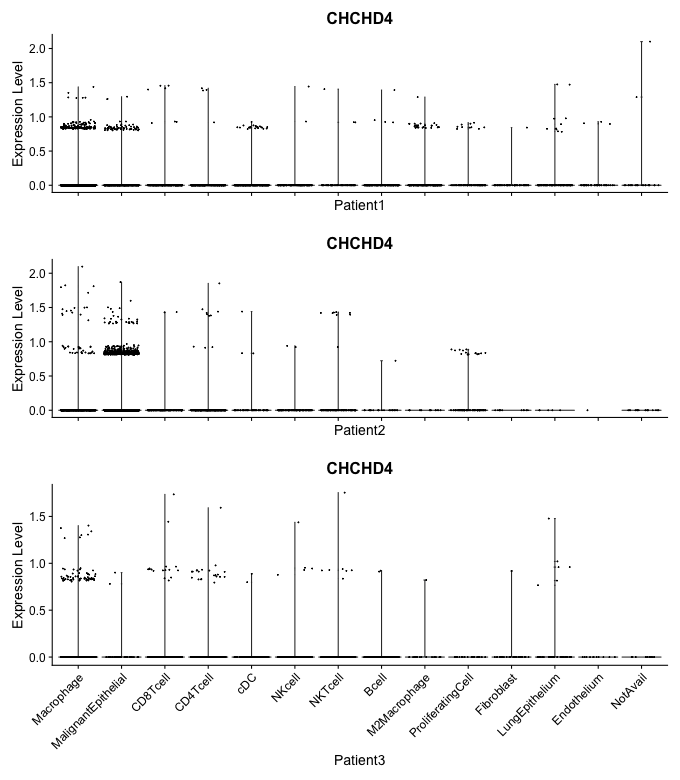 CHCHD4
Expression Level
2.0
1.5
1.0
0.5
0.0
Patient1
CHCHD4
Expression Level
2.0
1.5
1.0
0.5
0.0
Patient2
CHCHD4
Expression Level
1.5
1.0
0.5
0.0
Macrophage
MalignantEpithelial
CD8Tcell
CD4Tcell
cDC
NKcell
NKTcell
Bcell
M2Macrophage
ProliferatingCell
Fibroblast
LungEpithelium
Endothelium
NotAvail
Patient3